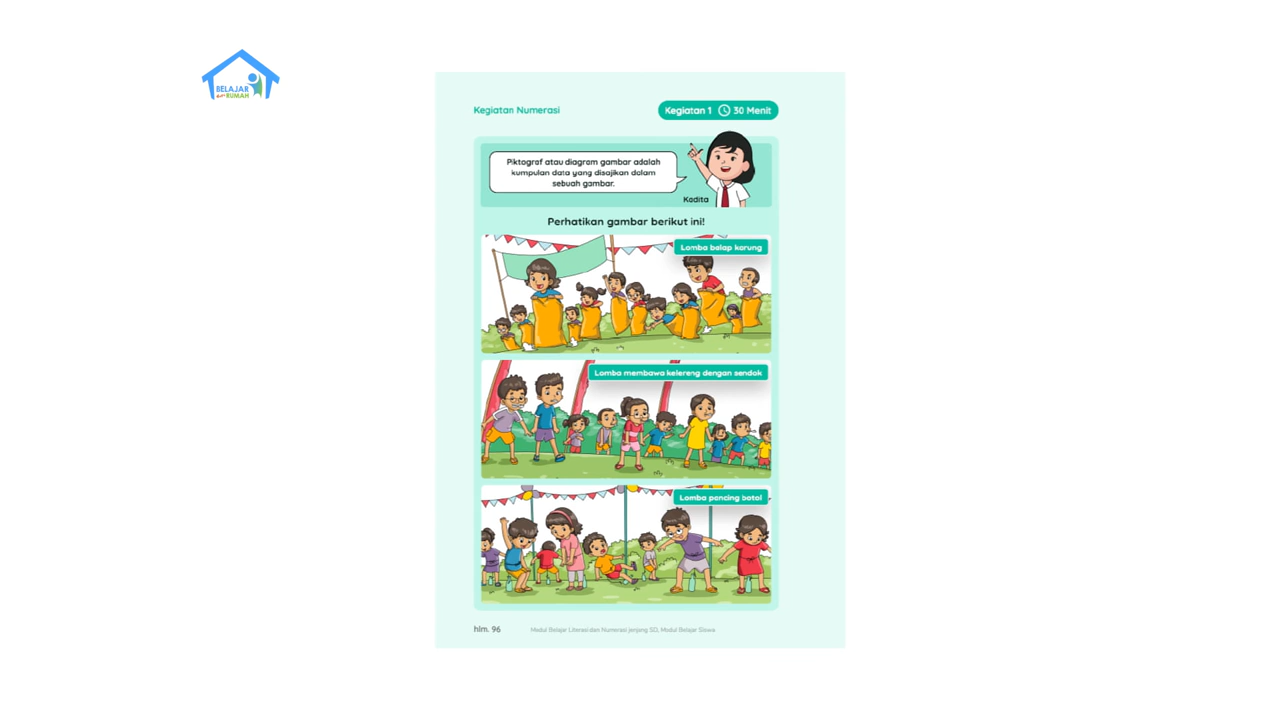 BELAJAR
dari RUMAH
Kegiatan Numerasi
Kegiatan 1 30 Menit
Piktograf atau diagram gambar adalah
kumpulan data yang disajikan dalam
sebuah gambar.
Kadita
Perhatikan gambar berikut ini!
Lomba balap karung
Lomba membawa kelereng dengan sendok
Lomba pancing botol
hlm. 96
Modul Belajar Literasi dan Numerasi jenjang SD, Modul Belajar Siswa